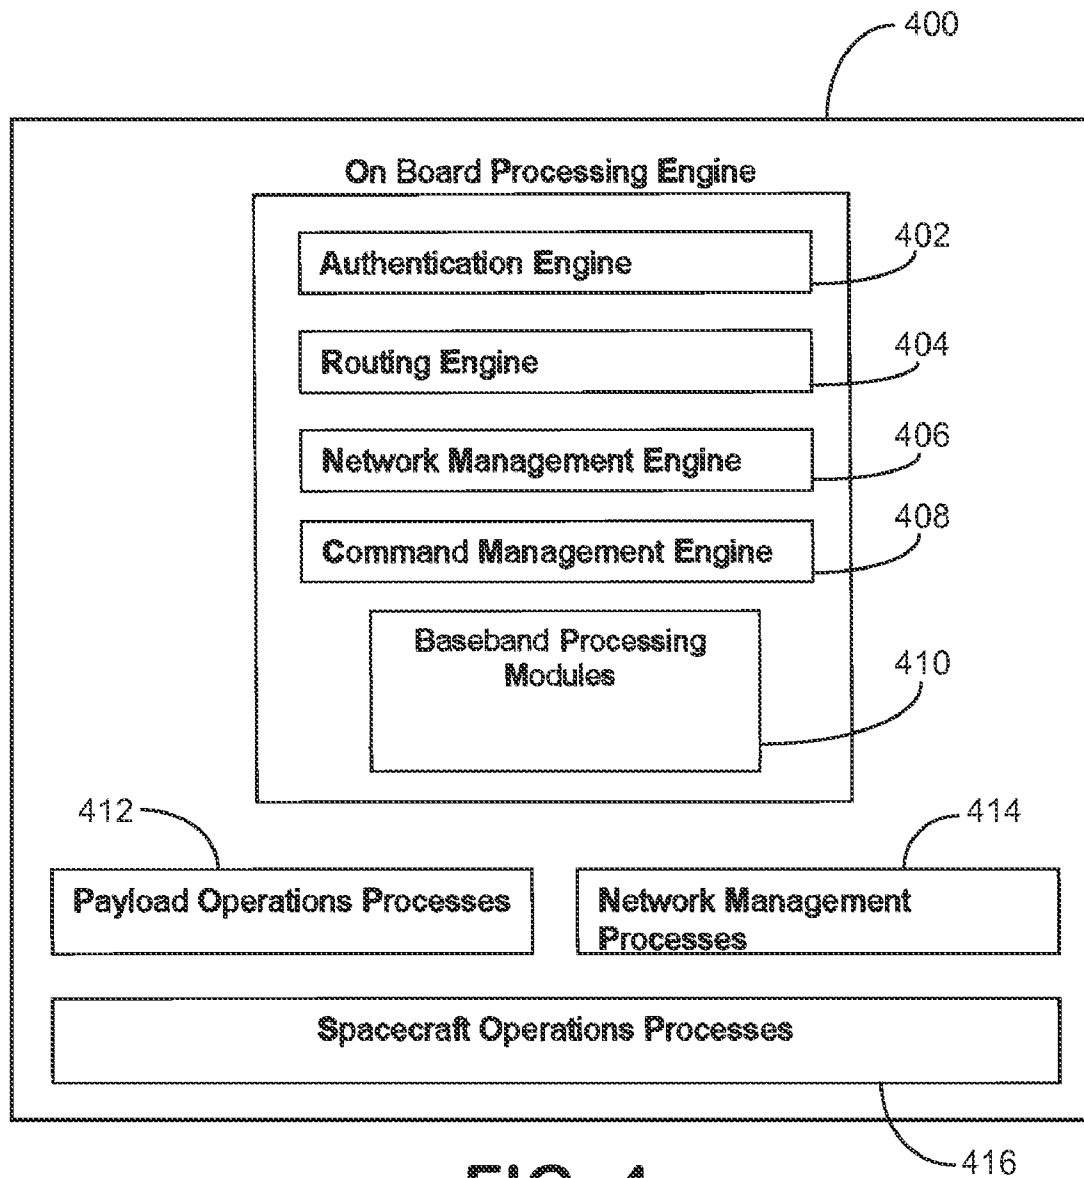 400
On Board Processing Engine
402
Authentication Engine
404
Routing Engine
406
Network Management Engine
408
Command Management Engine
Baseband Processing
Modules
410
412
414
Payload Operations Processes
Network Management
Processes
Spacecraft Operations Processes
416